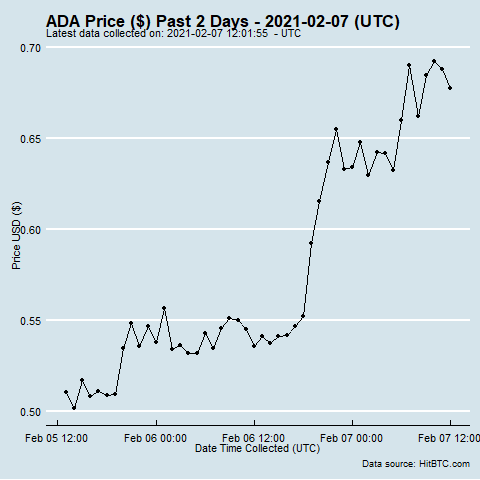 ADA Price ($) Past 2 Days - 2021-02-07 (UTC)
Latest data collected on: 2021-02-07 12:01:55 - UTC
0.70
0.65
0.60
0.55
0.50
Price USD ($)
Feb 05 12:00 Feb 06 00:00 Feb 06 12:00 Feb 07 00:00 Feb 07 12:00
Date Time Collected (UTC)
Data source: HitBTC.com